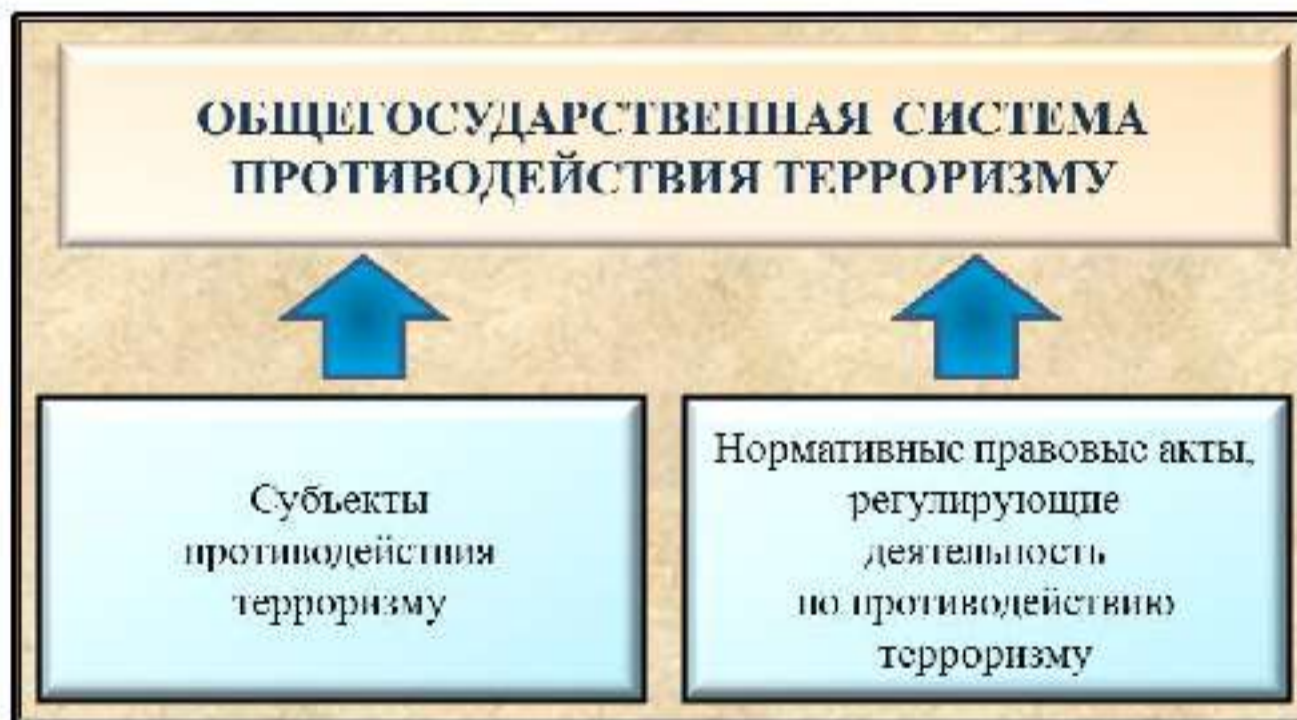 ОБЩЕГОСУДАРСТВЕННАЯ СИСТЕМА
ПРОТИВОДЕЙСТВИЯ ТЕРРОРИЗМУ
Субъекты
противодействия
терроризму
Нормативные правовые акты,
регулирующие
деятельность
по противодействию
терроризму